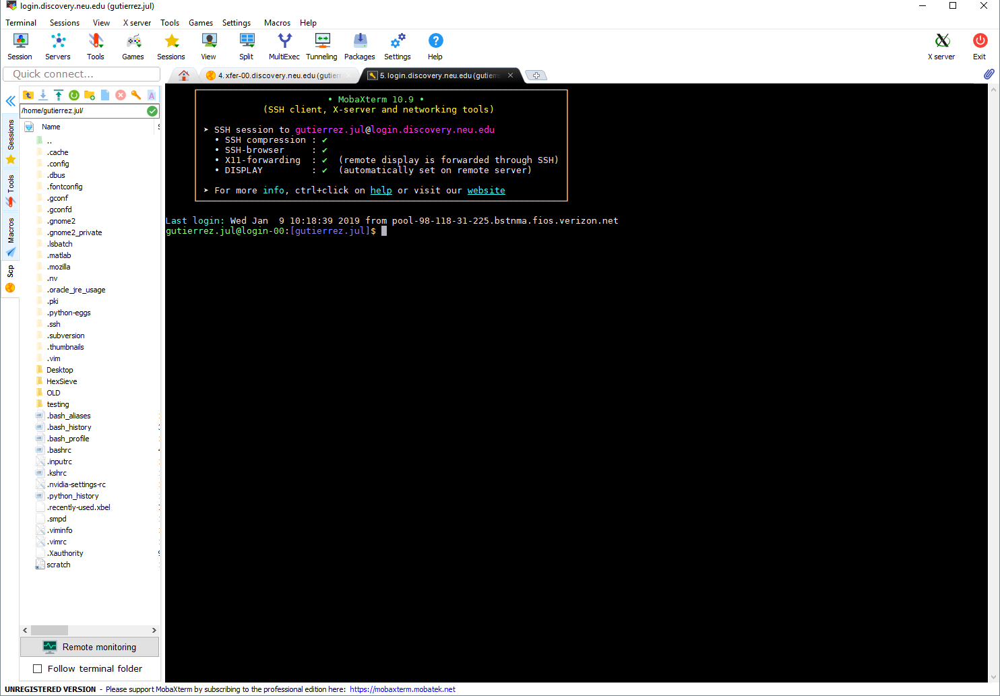 login.discovery.neu.edu (gutierrez.jul)
Terminal Sessions View X server Tools Games Settings Macros Help
Session Servers Tools Games Sessions View Split MultiExec Tunneling Packages Settings Help X server Exit
Quick connect...
4. xfer-00.discovery.neu.edu (gutier
5. login.discovery.neu.edu (gutierre
/home/gutierrez.jul/
Name
Sessions
Tools
Macros
Scp
..
.cache
.config
.dbus
.fontconfig
.gconf
.gconfd
.gnome2
.gnome2_private
.lsbatch
.matlab
.mozilla
.nv
.oracle_jre_usage
.pki
.python-eggs
.ssh
.subversion
.thumbnails
.vim
Desktop
HexSieve
OLD
testing
.bash_aliases
.bash_history
.bash_profile
.bashrc
.inputrc
.kshrc
.nvidia-settings-rc
.python_history
.recently-used.xbel
.smpd
.viminfo
.vimrc
.Xauthority
scratch
Remote monitoring
Follow terminal folder
• MobaXterm 10.9 •
(SSH client, X-server and networking tools)
➤ SSH session to gutierrez.jul@login.discovery.neu.edu
• SSH compression : ✔
• SSH-browser : ✔
• X11-forwarding : ✔ (remote display is forwarded through SSH)
• DISPLAY : ✔ (automatically set on remote server)
➤ For more info, ctrl+click on help or visit our website
Last login: Wed Jan  9 10:18:39 2019 from pool-98-118-31-225.bstnma.fios.verizon.net
gutierrez.jul@login-00:[gutierrez.jul]$
UNREGISTERED VERSION - Please support MobaXterm by subscribing to the professional edition here: https://mobaxterm.mobatek.net